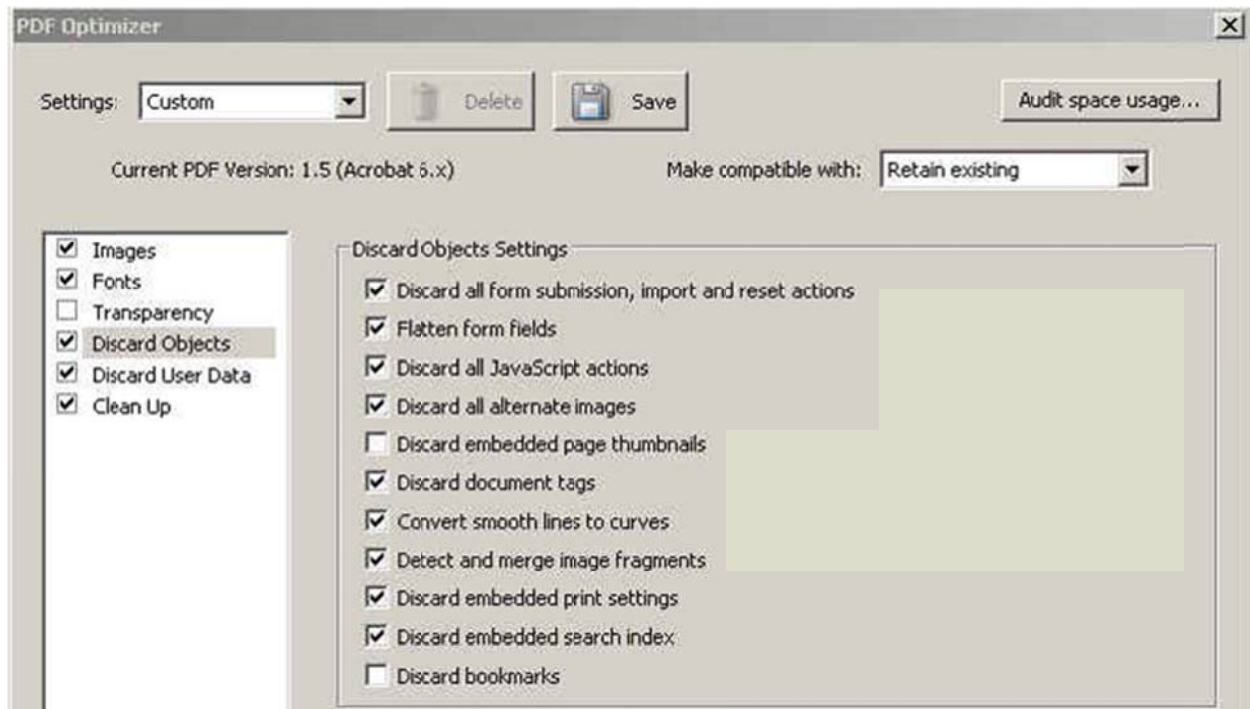 PDF Optimizer
Settings: Custom Delete Save Audit space usage...
Current PDF Version: 1.5 (Acrobat 6.x) Make compatible with: Retain existing
Images
Fonts
Transparency
Discard Objects
Discard User Data
Clean Up
Discard Objects Settings
Discard all form submission, import and reset actions
Flatten form fields
Discard all JavaScript actions
Discard all alternate images
Discard embedded page thumbnails
Discard document tags
Convert smooth lines to curves
Detect and merge image fragments
Discard embedded print settings
Discard embedded search index
Discard bookmarks